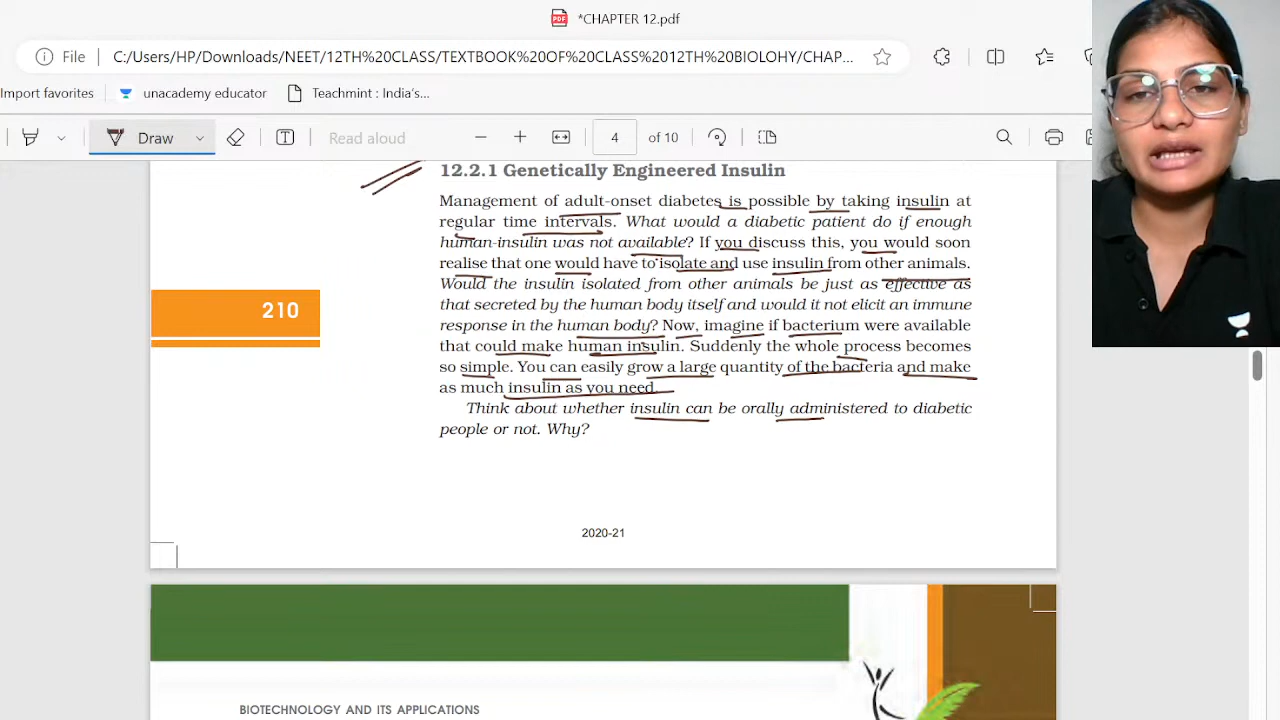 *CHAPTER 12.pdf
File
C:/Users/HP/Downloads/NEET/12TH%20CLASS/TEXTBOOK%20OF%20CLASS%2012TH%20BIOLOHY/CHAP...
Import favorites
unacademy educator
Teachmint : India's...
Draw
Read aloud
4
of 10
12.2.1 Genetically Engineered Insulin
Management of adult-onset diabetes is possible by taking insulin at
regular time intervals. What would a diabetic patient do if enough
human-insulin was not available? If you discuss this, you would soon
realise that one would have to isolate and use insulin from other animals.
Would the insulin isolated from other animals be just as effective as
that secreted by the human body itself and would it not elicit an immune
response in the human body? Now, imagine if bacterium were available
that could make human insulin. Suddenly the whole process becomes
so simple. You can easily grow a large quantity of the bacteria and make
as much insulin as you need.
Think about whether insulin can be orally administered to diabetic
people or not. Why?
210
2020-21
BIOTECHNOLOGY AND ITS APPLICATIONS